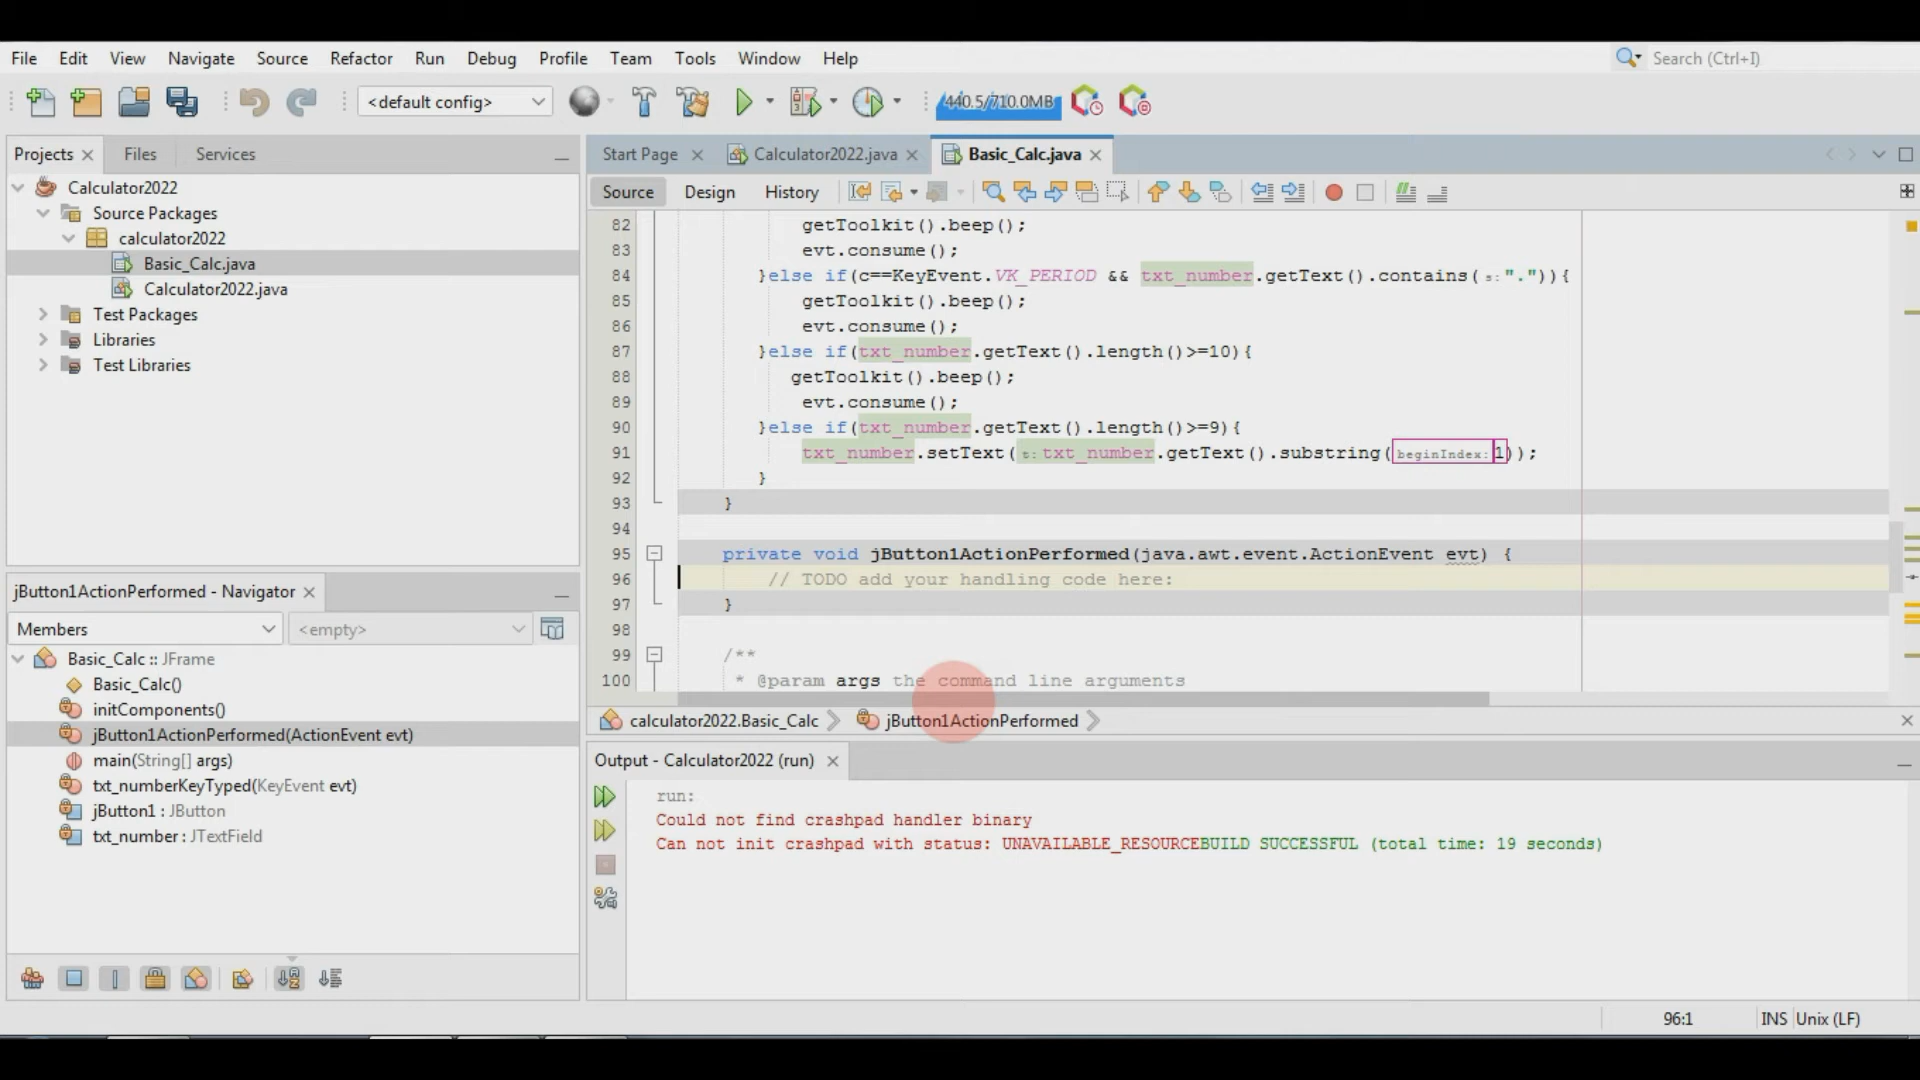 File Edit View Navigate Source Refactor Run Debug Profile Team Tools Window Help Search (Ctrl+I)
<default config> 440.5/710.0MB
Projects Files Services
Calculator2022
Source Packages
calculator2022
Basic_Calc.java
Calculator2022.java
Test Packages
Libraries
Test Libraries
jButton1ActionPerformed - Navigator
Members <empty>
Basic_Calc :: JFrame
Basic_Calc()
initComponents()
jButton1ActionPerformed(ActionEvent evt)
main(String[] args)
txt_numberKeyTyped(KeyEvent evt)
jButton1 : JButton
txt_number : JTextField
Start Page Calculator2022.java Basic_Calc.java
Source Design History
82 getToolkit().beep();
83 evt.consume();
84 }else if(c==KeyEvent.VK_PERIOD && txt_number.getText().contains(s:".")){
85 getToolkit().beep();
86 evt.consume();
87 }else if(txt_number.getText().length()>=10){
88 getToolkit().beep();
89 evt.consume();
90 }else if(txt_number.getText().length()>=9){
91 txt_number.setText(t:txt_number.getText().substring(beginIndex:1));
92 }
93 }
94
95 private void jButton1ActionPerformed(java.awt.event.ActionEvent evt) {
96 // TODO add your handling code here:
97 }
98
99 /**
100 * @param args the command line arguments
calculator2022.Basic_Calc jButton1ActionPerformed
Output - Calculator2022 (run)
run:
Could not find crashpad handler binary
Can not init crashpad with status: UNAVAILABLE_RESOURCEBUILD SUCCESSFUL (total time: 19 seconds)
96:1 INS Unix (LF)